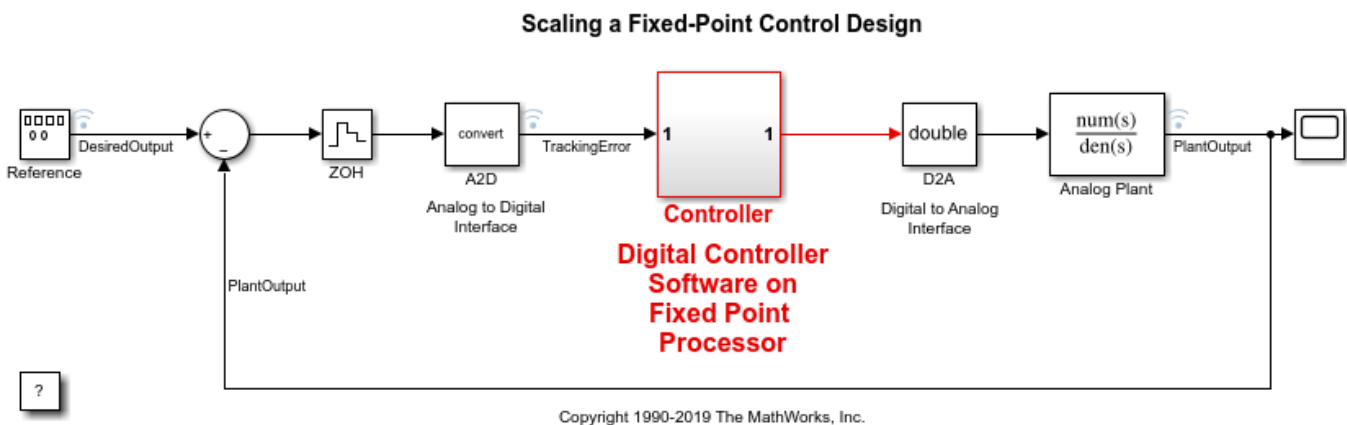 Scaling a Fixed-Point Control Design
Reference
DesiredOutput
+
−
ZOH
convert
A2D
Analog to Digital
Interface
TrackingError
1
1
Controller
Digital Controller
Software on
Fixed Point
Processor
double
D2A
Digital to Analog
Interface
num(s)
den(s)
Analog Plant
PlantOutput
PlantOutput
?
Copyright 1990-2019 The MathWorks, Inc.